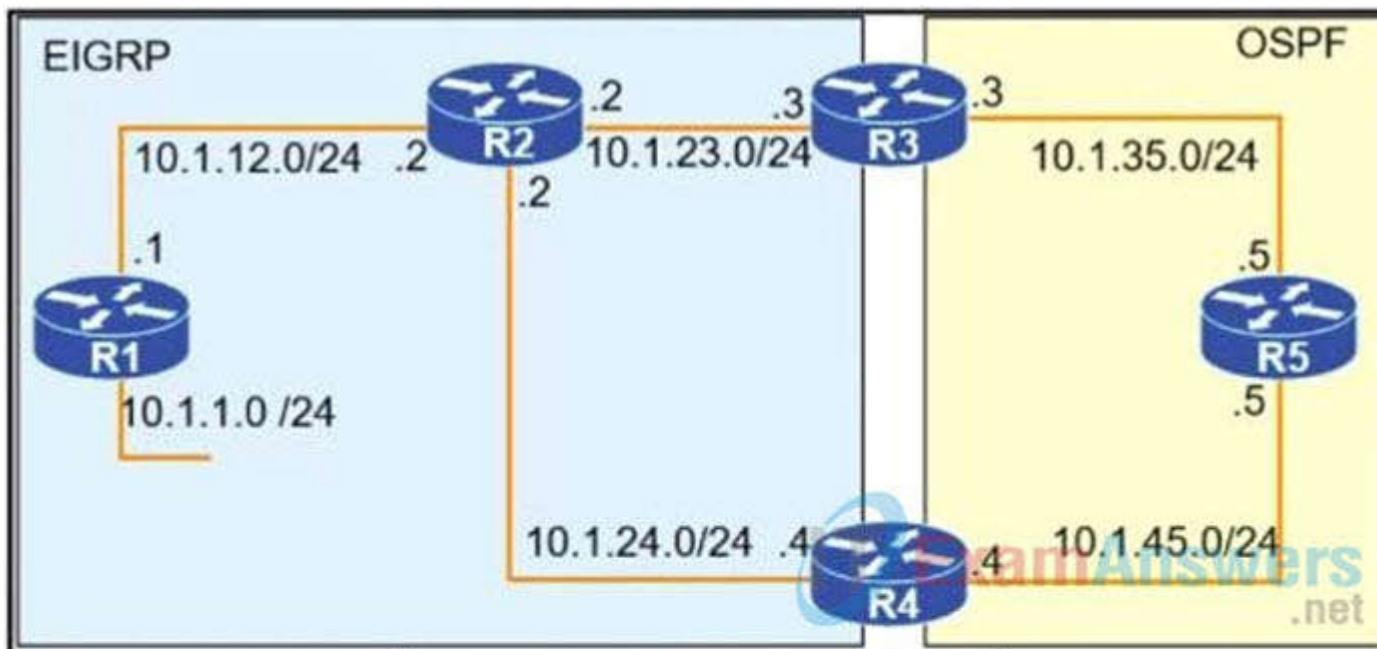 EIGRP
OSPF
.2
.3
.3
R2
R3
10.1.12.0/24
.2
10.1.23.0/24
10.1.35.0/24
.2
.1
.5
R1
R5
10.1.1.0 /24
.5
10.1.24.0/24
.4
10.1.45.0/24
.4
ExamAnswers
R4
.net